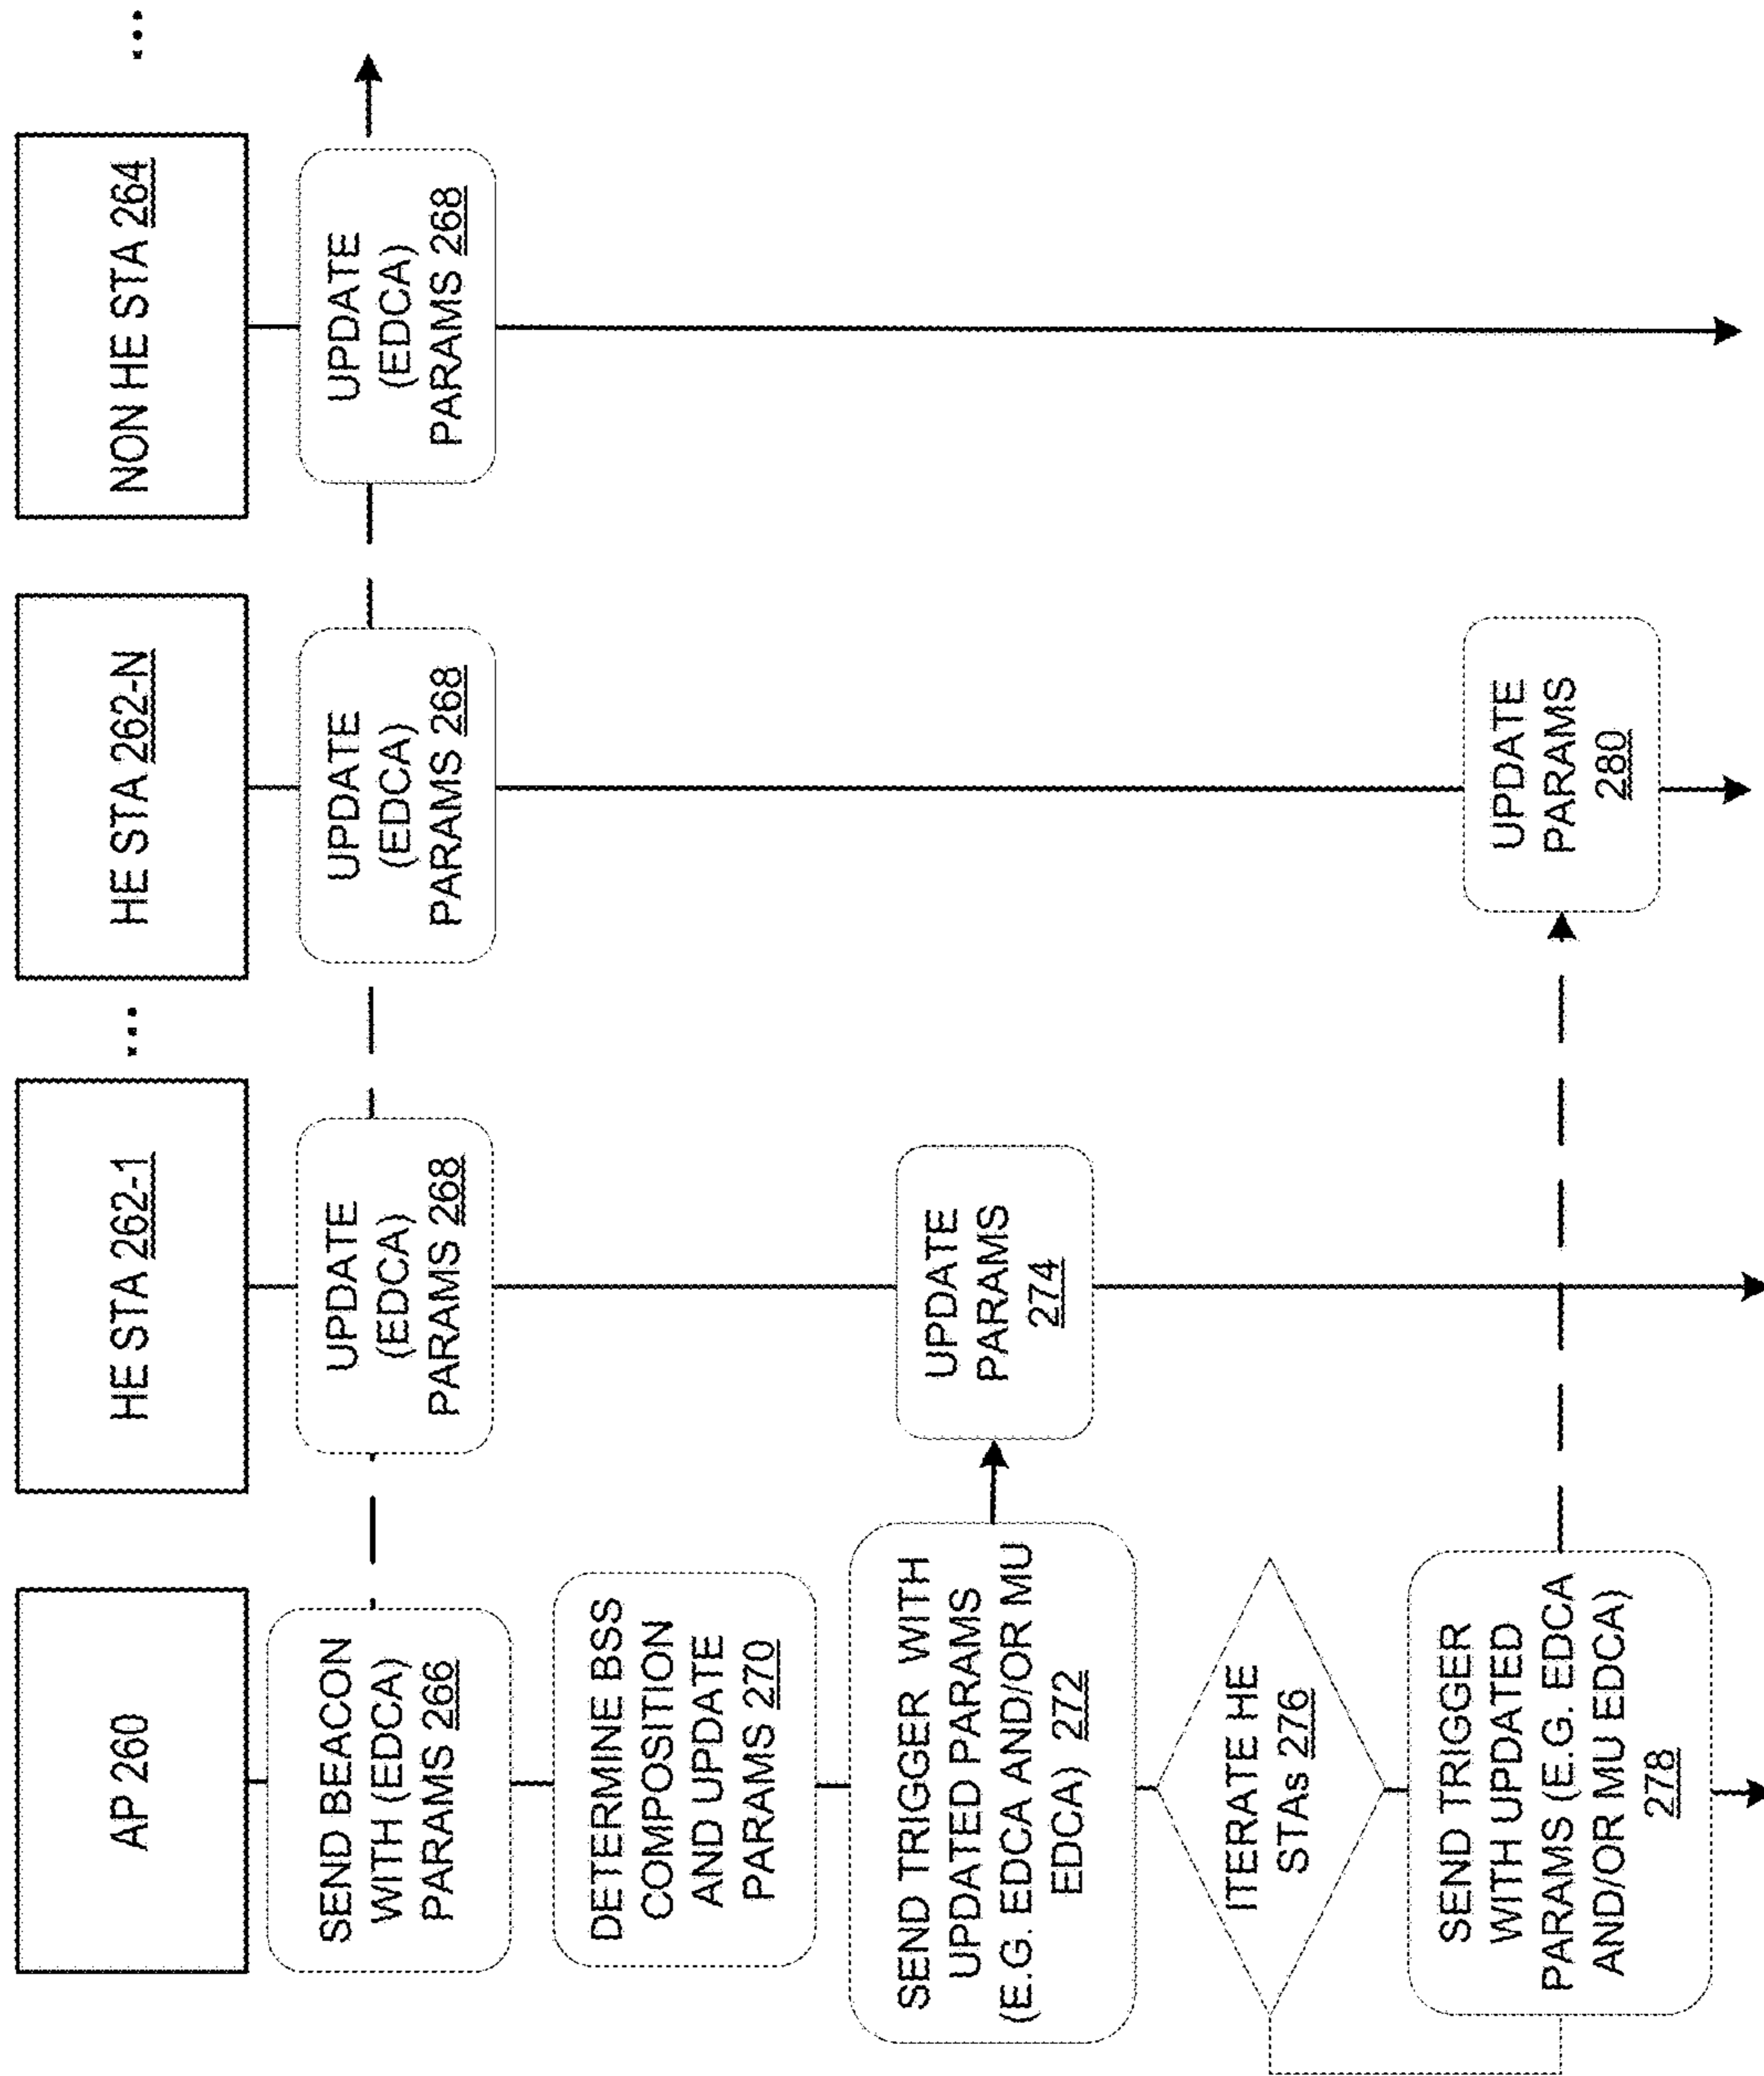 AP 260
HE STA 262-1
...
HE STA 262-N
NON HE STA 264
...
SEND BEACON
WITH (EDCA)
PARAMS 266
UPDATE
(EDCA)
PARAMS 268
UPDATE
(EDCA)
PARAMS 268
UPDATE
(EDCA)
PARAMS 268
DETERMINE BSS
COMPOSITION
AND UPDATE
PARAMS 270
SEND TRIGGER WITH
UPDATED PARAMS
(E.G. EDCA AND/OR MU
EDCA) 272
UPDATE
PARAMS
274
ITERATE HE
STAs 276
SEND TRIGGER
WITH UPDATED
PARAMS (E.G. EDCA
AND/OR MU EDCA)
278
UPDATE
PARAMS
280